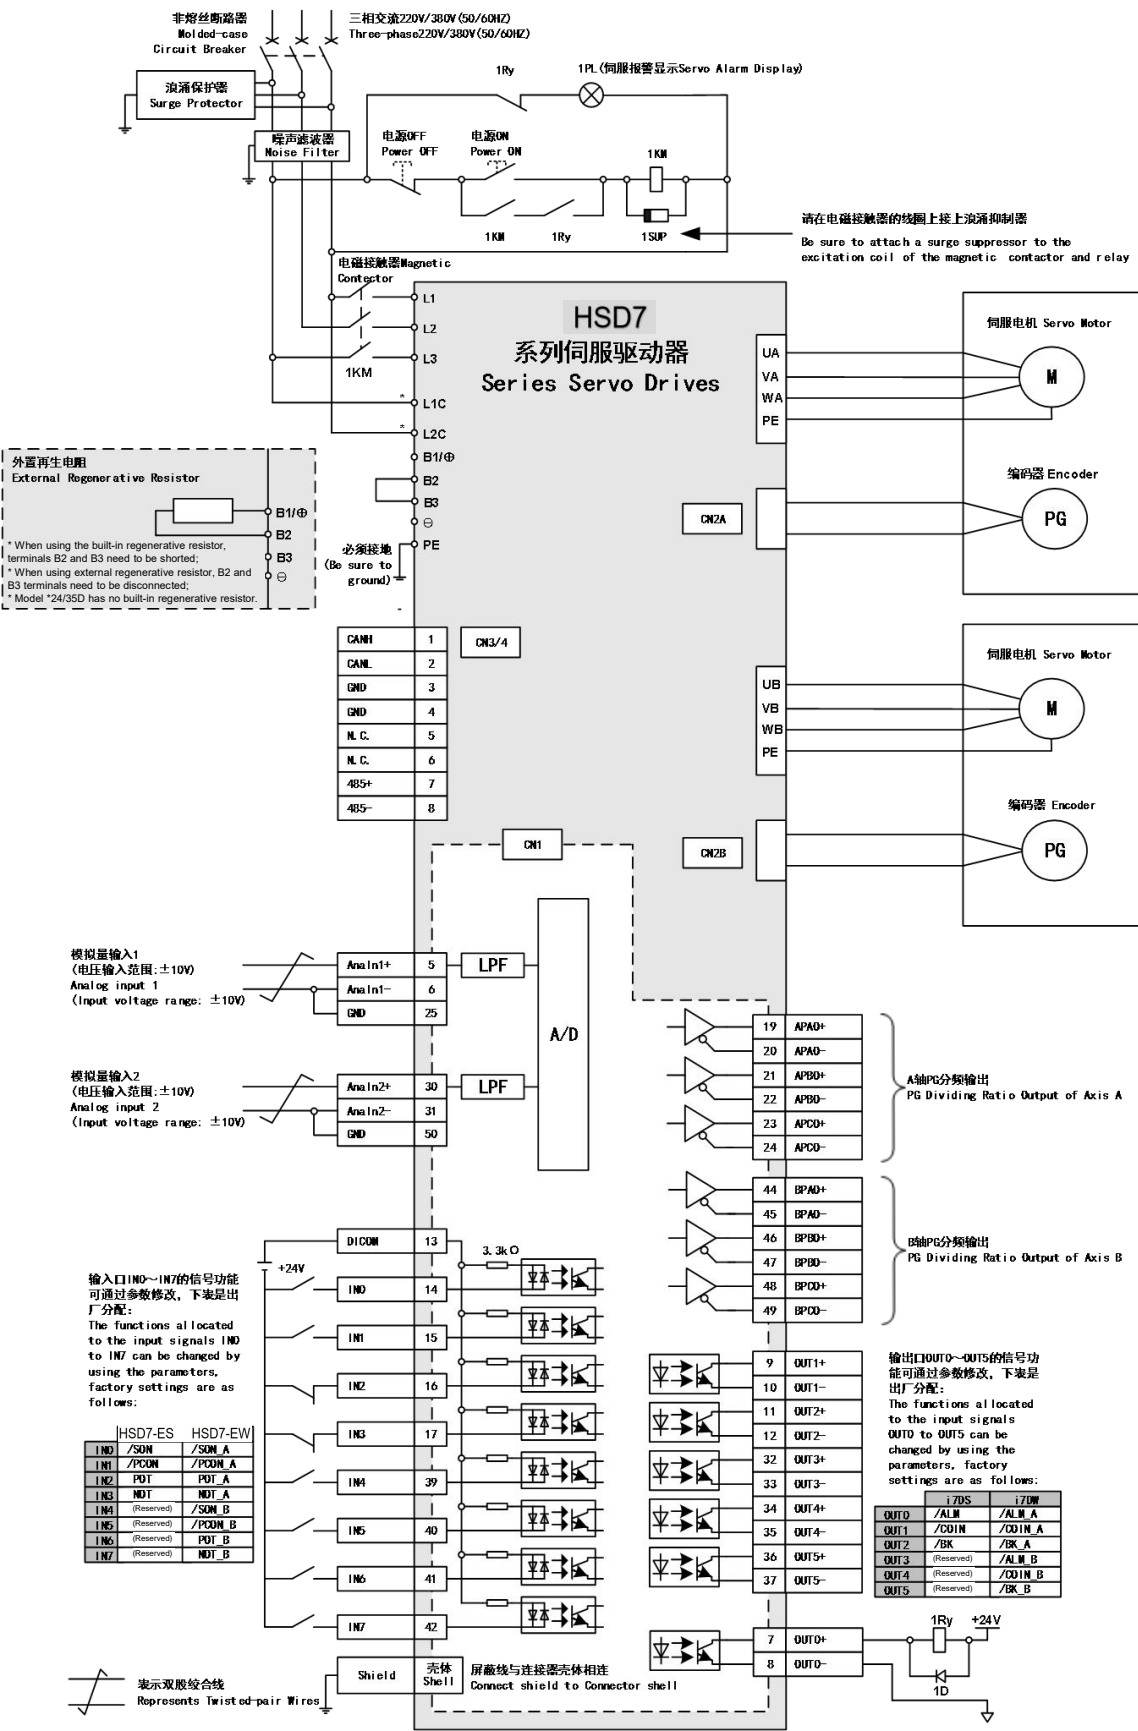 非熔丝断路器
Molded-case
Circuit Breaker
三相交流220V/380V(50/60HZ)
Three-phase220V/380V(50/60HZ)
浪涌保护器
Surge Protector
噪声滤波器
Noise Filter
1Ry
1PL(伺服报警显示Servo Alarm Display)
电源OFF
Power OFF
电源ON
Power ON
1KM
1KM
1Ry
1SUP
请在电磁接触器的线圈上接上浪涌抑制器
Be sure to attach a surge suppressor to the
excitation coil of the magnetic contactor and relay
电磁接触器Magnetic
Contector
1KM
L1
L2
L3
* L1C
* L2C
B1/⊕
B2
B3
⊖
PE
必须接地
(Be sure to
ground)
HSD7
系列伺服驱动器
Series Servo Drives
外置再生电阻
External Regenerative Resistor
B1/⊕
B2
B3
⊖
* When using the built-in regenerative resistor,
terminals B2 and B3 need to be shorted;
* When using external regenerative resistor, B2 and
B3 terminals need to be disconnected;
* Model *24/35D has no built-in regenerative resistor.
UA
VA
WA
PE
伺服电机 Servo Motor
M
编码器 Encoder
PG
CN2A
UB
VB
WB
PE
伺服电机 Servo Motor
M
编码器 Encoder
PG
CN2B
CN3/4
CANH 1
CANL 2
GND 3
GND 4
N.C. 5
N.C. 6
485+ 7
485- 8
CN1
模拟量输入1
(电压输入范围:±10V)
Analog input 1
(Input voltage range: ±10V)
AnaIn1+ 5
AnaIn1- 6
GND 25
LPF
A/D
模拟量输入2
(电压输入范围:±10V)
Analog input 2
(Input voltage range: ±10V)
AnaIn2+ 30
AnaIn2- 31
GND 50
LPF
19 APAO+
20 APAO-
21 APBO+
22 APBO-
23 APCO+
24 APCO-
A轴PG分频输出
PG Dividing Ratio Output of Axis A
44 BPAO+
45 BPAO-
46 BPBO+
47 BPBO-
48 BPCO+
49 BPCO-
B轴PG分频输出
PG Dividing Ratio Output of Axis B
DICOM 13
3.3kΩ
+24V
IN0 14
IN1 15
IN2 16
IN3 17
IN4 39
IN5 40
IN6 41
IN7 42
Shield 壳体 Shell
屏蔽线与连接器壳体相连
Connect shield to Connector shell
输入口IN0~IN7的信号功能
可通过参数修改, 下表是出
厂分配:
The functions allocated
to the input signals IN0
to IN7 can be changed by
using the parameters,
factory settings are as
follows:
HSD7-ES HSD7-EW
IN0 /SON /SON_A
IN1 /PCON /PCON_A
IN2 POT POT_A
IN3 NOT NOT_A
IN4 (Reserved) /SON_B
IN5 (Reserved) /PCON_B
IN6 (Reserved) POT_B
IN7 (Reserved) NOT_B
表示双股绞合线
Represents Twisted-pair Wires
9 OUT1+
10 OUT1-
11 OUT2+
12 OUT2-
32 OUT3+
33 OUT3-
34 OUT4+
35 OUT4-
36 OUT5+
37 OUT5-
7 OUT0+
8 OUT0-
输出口OUT0~OUT5的信号功
能可通过参数修改, 下表是
出厂分配:
The functions allocated
to the input signals
OUT0 to OUT5 can be
changed by using the
parameters, factory
settings are as follows:
i7DS i7DW
OUT0 /ALM /ALM_A
OUT1 /COIN /COIN_A
OUT2 /BK /BK_A
OUT3 (Reserved) /ALM_B
OUT4 (Reserved) /COIN_B
OUT5 (Reserved) /BK_B
1Ry
+24V
1D